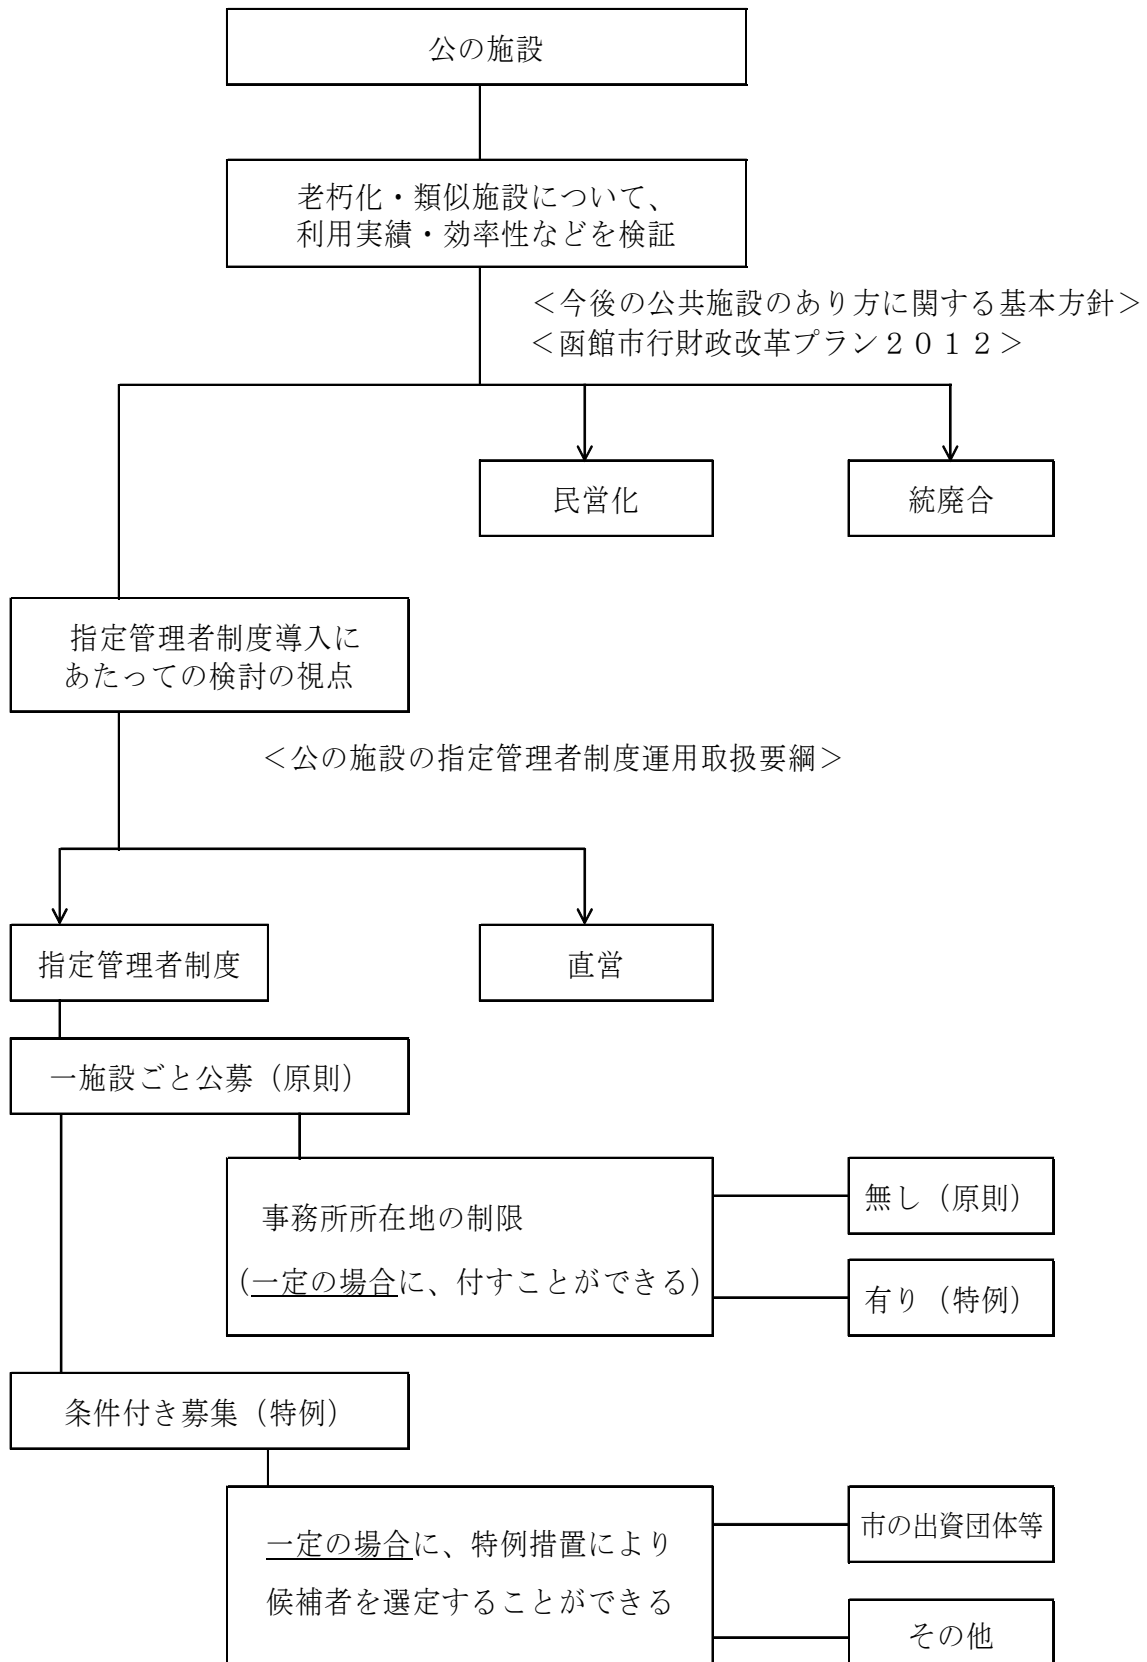 公の施設
老朽化・類似施設について、
利用実績・効率性などを検証
＜今後の公共施設のあり方に関する基本方針＞
＜函館市行財政改革プラン２０１２＞
民営化
統廃合
指定管理者制度導入に
あたっての検討の視点
＜公の施設の指定管理者制度運用取扱要綱＞
指定管理者制度
直営
一施設ごと公募（原則）
事務所所在地の制限
（一定の場合に、付すことができる）
無し（原則）
有り（特例）
条件付き募集（特例）
一定の場合に、特例措置により
候補者を選定することができる
市の出資団体等
その他